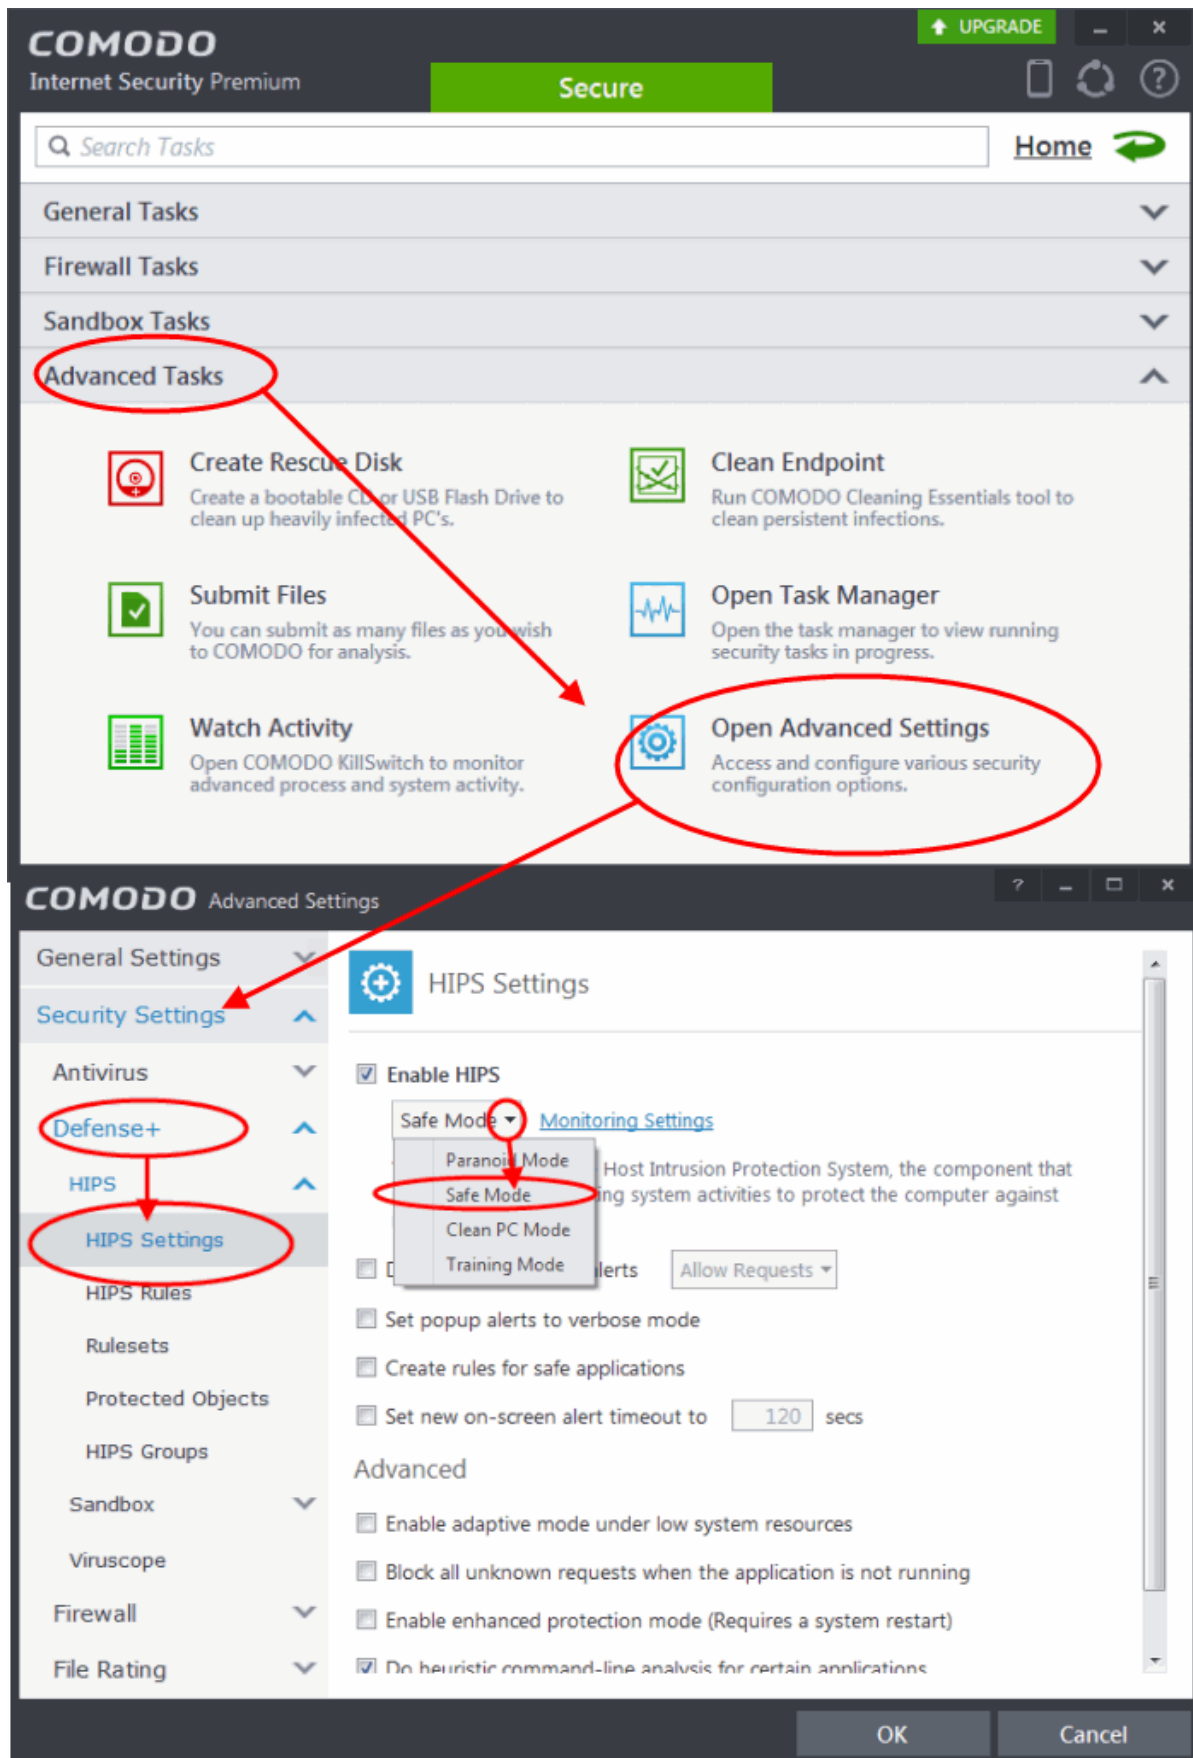 COMODO
Internet Security Premium
UPGRADE
Secure
Search Tasks
Home
General Tasks
Firewall Tasks
Sandbox Tasks
Advanced Tasks
Create Rescue Disk
Create a bootable CD or USB Flash Drive to
clean up heavily infected PC's.
Clean Endpoint
Run COMODO Cleaning Essentials tool to
clean persistent infections.
Submit Files
You can submit as many files as you wish
to COMODO for analysis.
Open Task Manager
Open the task manager to view running
security tasks in progress.
Watch Activity
Open COMODO KillSwitch to monitor
advanced process and system activity.
Open Advanced Settings
Access and configure various security
configuration options.
COMODO Advanced Settings
General Settings
Security Settings
Antivirus
Defense+
HIPS
HIPS Settings
HIPS Rules
Rulesets
Protected Objects
HIPS Groups
Sandbox
Viruscope
Firewall
File Rating
HIPS Settings
Enable HIPS
Safe Mode Monitoring Settings
Paranoid Mode
Safe Mode
Clean PC Mode
Training Mode
Host Intrusion Protection System, the component that
system activities to protect the computer against
Allow Requests
Set popup alerts to verbose mode
Create rules for safe applications
Set new on-screen alert timeout to 120 secs
Advanced
Enable adaptive mode under low system resources
Block all unknown requests when the application is not running
Enable enhanced protection mode (Requires a system restart)
Do heuristic command-line analysis for certain applications
OK
Cancel